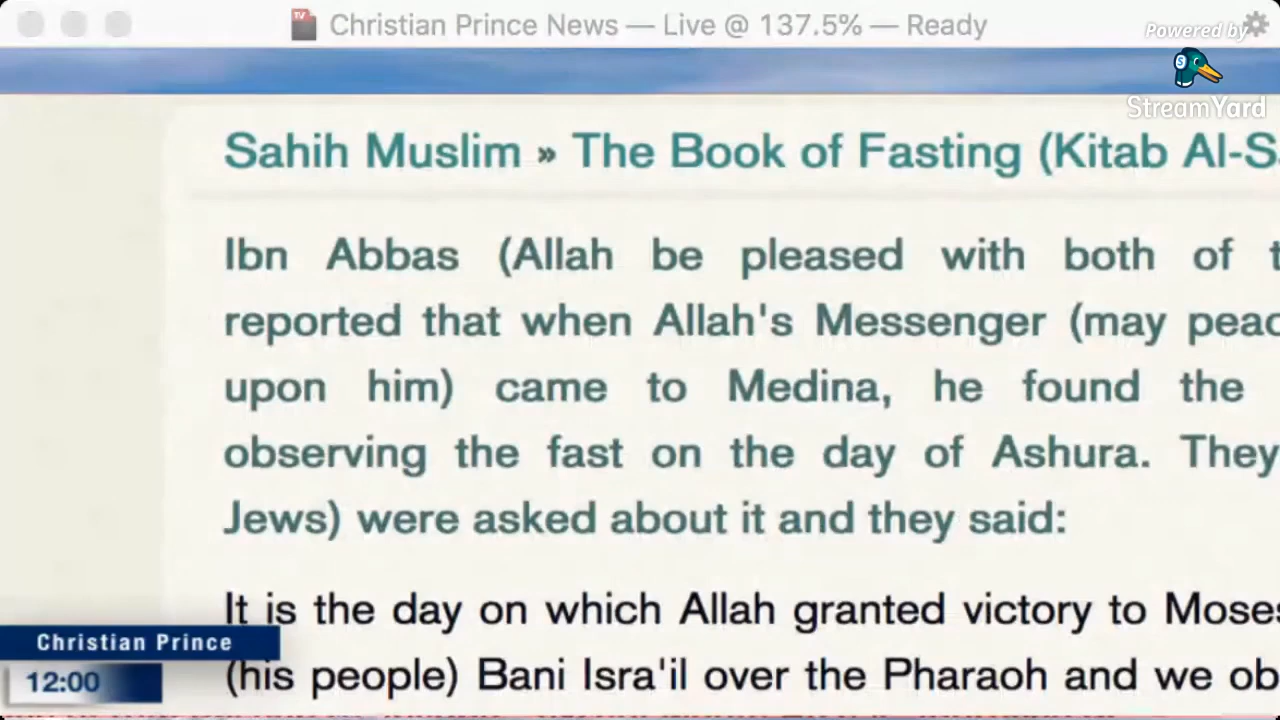 Christian Prince News — Live @ 137.5% — Ready
Powered by
StreamYard
Sahih Muslim » The Book of Fasting (Kitab Al-S
Ibn Abbas (Allah be pleased with both of t
reported that when Allah's Messenger (may peac
upon him) came to Medina, he found the
observing the fast on the day of Ashura. They
Jews) were asked about it and they said:
It is the day on which Allah granted victory to Moses
(his people) Bani Isra'il over the Pharaoh and we ob
Christian Prince
12:00